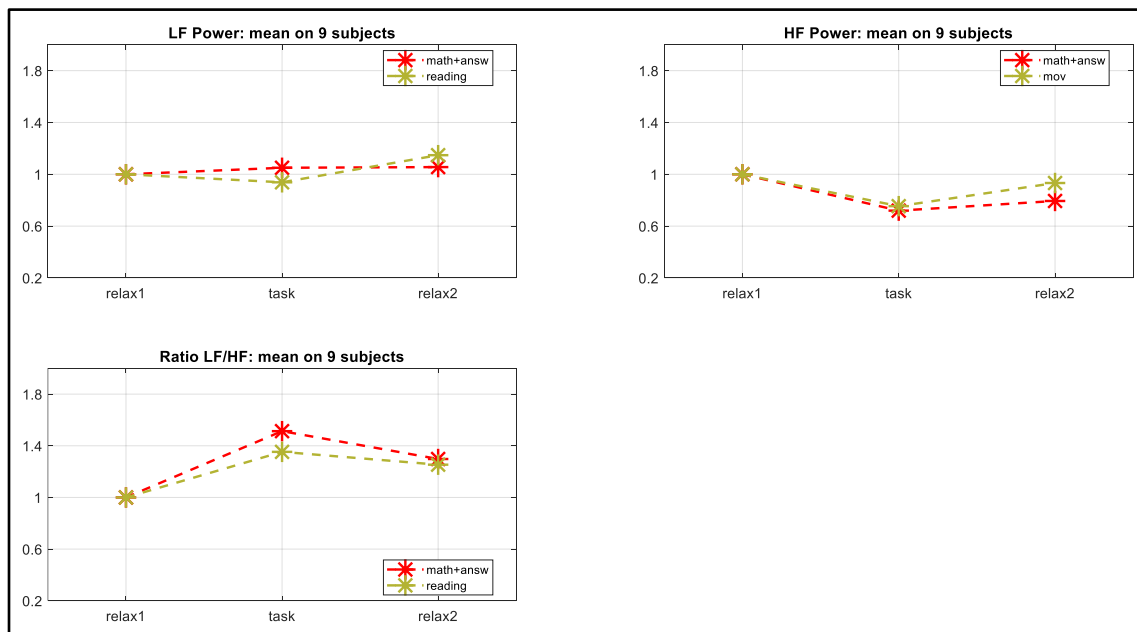 LF Power: mean on 9 subjects
1.8
1.4
1
0.6
0.2
relax1 task relax2
math+answ
reading
HF Power: mean on 9 subjects
1.8
1.4
1
0.6
0.2
relax1 task relax2
math+answ
mov
Ratio LF/HF: mean on 9 subjects
1.8
1.4
1
0.6
0.2
relax1 task relax2
math+answ
reading